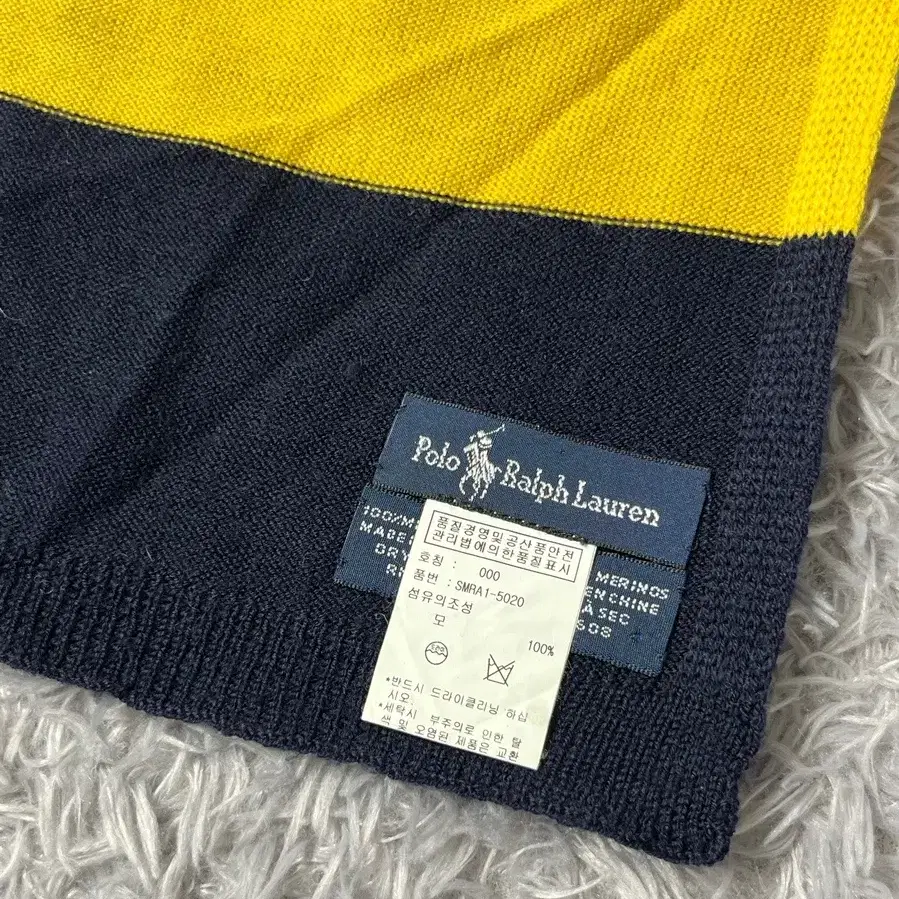 Polo Ralph Lauren
100% M
MERINOS
MADE
EN CHINE
DRY
À SEC
R
608
품질경영및공산품안전
관리법에의한품질표시
호칭 : 000
품번 : SMRA1-5020
섬유의조성
모 100%
*반드시 드라이클리닝 하십
시오.
*세탁시 부주의로 인한 탈
색 및 오염된 제품은 교환